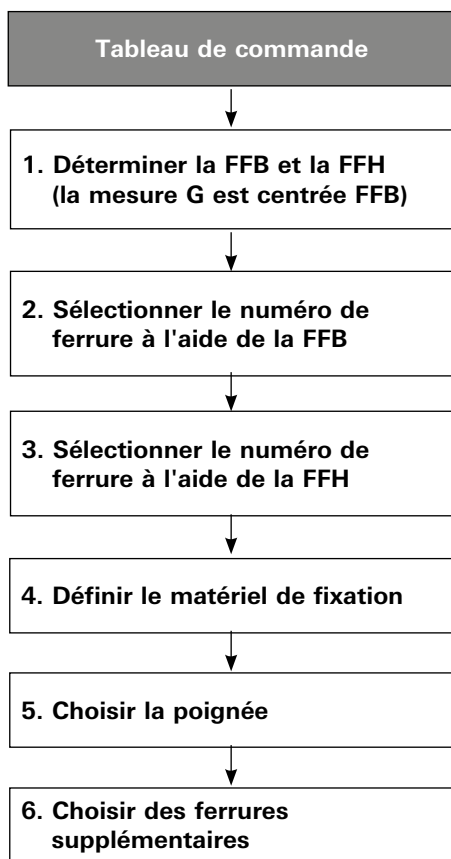 Tableau de commande
1. Déterminer la FFB et la FFH
(la mesure G est centrée FFB)
2. Sélectionner le numéro de
ferrure à l'aide de la FFB
3. Sélectionner le numéro de
ferrure à l'aide de la FFH
4. Définir le matériel de fixation
5. Choisir la poignée
6. Choisir des ferrures
supplémentaires